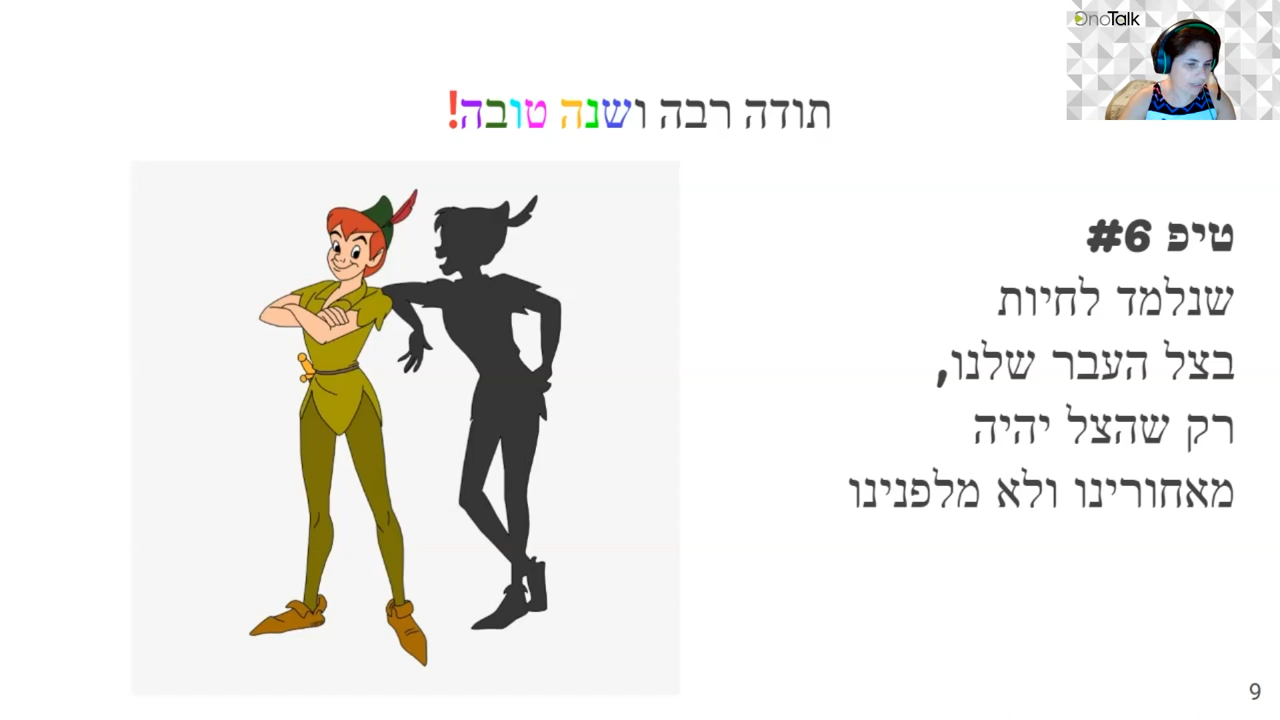 OnoTalk
תודה רבה ושנה טובה!
טיפ #6
שנלמד לחיות
בצל העבר שלנו,
רק שהצל יהיה
מאחורינו ולא מלפנינו
9